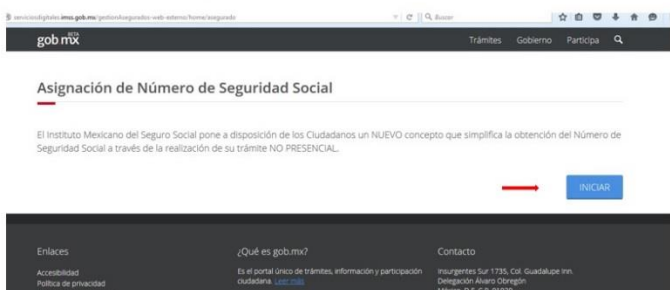 serviciosdigitales.imss.gob.mx/gestionAsegurados-web-externo/home/asegurado
Buscar
gob mx BETA
Trámites Gobierno Participa
Asignación de Número de Seguridad Social
El Instituto Mexicano del Seguro Social pone a disposición de los Ciudadanos un NUEVO concepto que simplifica la obtención del Número de
Seguridad Social a través de la realización de su trámite NO PRESENCIAL.
INICIAR
Enlaces
Accesibilidad
Política de privacidad
¿Qué es gob.mx?
Es el portal único de trámites, información y participación
ciudadana. Leer más
Contacto
Insurgentes Sur 1735, Col. Guadalupe Inn.
Delegación Álvaro Obregón
México, D.F. C.P. 01020